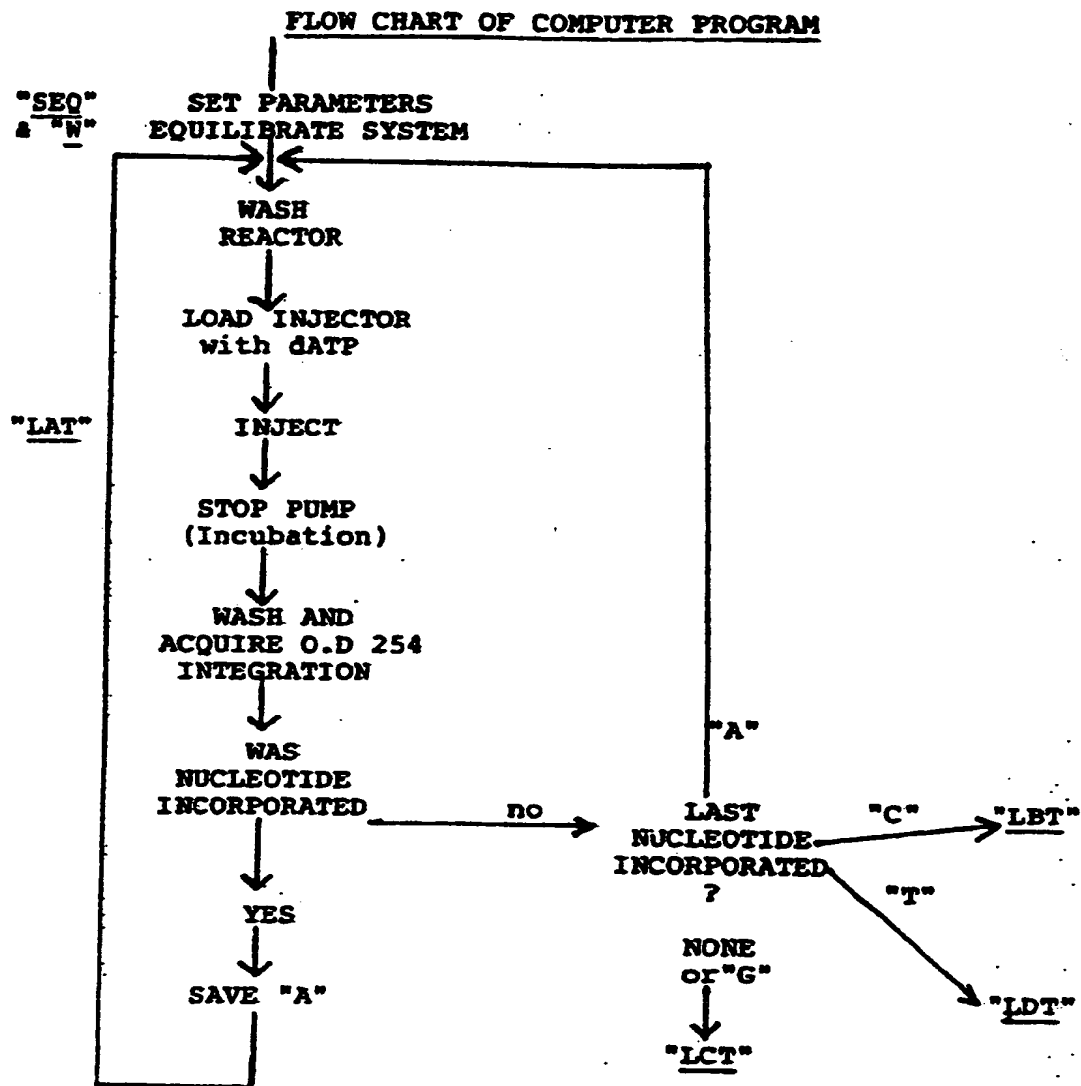 FLOW CHART OF COMPUTER PROGRAM
"SEQ"
& "W"
SET PARAMETERS
EQUILIBRATE SYSTEM
WASH
REACTOR
LOAD INJECTOR
with dATP
"LAT"
INJECT
STOP PUMP
(Incubation)
WASH AND
ACQUIRE O.D 254
INTEGRATION
WAS
NUCLEOTIDE
INCORPORATED
no
"A"
LAST
NUCLEOTIDE
INCORPORATED
?
"C"
"LBT"
"T"
"LDT"
NONE
or "G"
"LCT"
YES
SAVE "A"